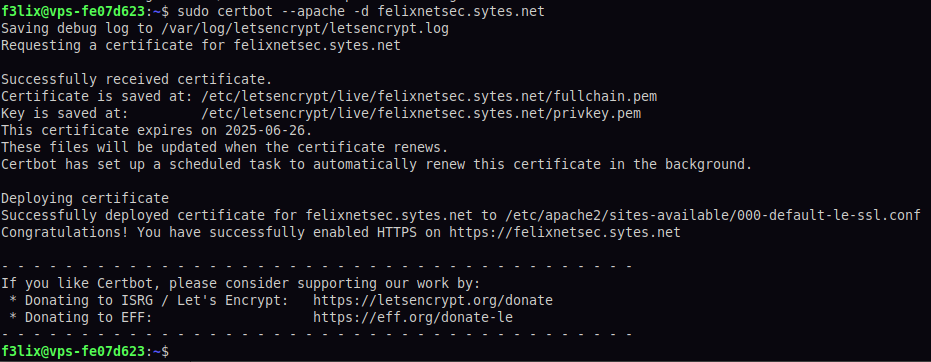 f3lix@vps-fe07d623:~$ sudo certbot --apache -d felixnetsec.sytes.net
Saving debug log to /var/log/letsencrypt/letsencrypt.log
Requesting a certificate for felixnetsec.sytes.net

Successfully received certificate.
Certificate is saved at: /etc/letsencrypt/live/felixnetsec.sytes.net/fullchain.pem
Key is saved at:         /etc/letsencrypt/live/felixnetsec.sytes.net/privkey.pem
This certificate expires on 2025-06-26.
These files will be updated when the certificate renews.
Certbot has set up a scheduled task to automatically renew this certificate in the background.

Deploying certificate
Successfully deployed certificate for felixnetsec.sytes.net to /etc/apache2/sites-available/000-default-le-ssl.conf
Congratulations! You have successfully enabled HTTPS on https://felixnetsec.sytes.net

- - - - - - - - - - - - - - - - - - - - - - - - - - - - - - - - - - - - - - - -
If you like Certbot, please consider supporting our work by:
 * Donating to ISRG / Let's Encrypt:   https://letsencrypt.org/donate
 * Donating to EFF:                    https://eff.org/donate-le
- - - - - - - - - - - - - - - - - - - - - - - - - - - - - - - - - - - - - - - -
f3lix@vps-fe07d623:~$